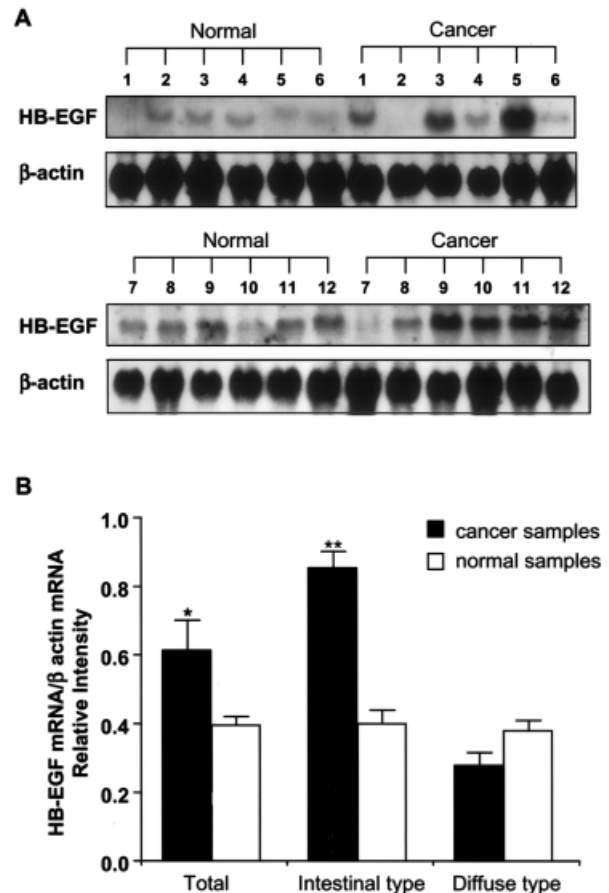 A
Normal Cancer
1 2 3 4 5 6 1 2 3 4 5 6
HB-EGF
β-actin
Normal Cancer
7 8 9 10 11 12 7 8 9 10 11 12
HB-EGF
β-actin
B
HB-EGF mRNA/β actin mRNA
Relative Intensity
1.0
0.8
0.6
0.4
0.2
0.0
*
**
cancer samples
normal samples
Total Intestinal type Diffuse type